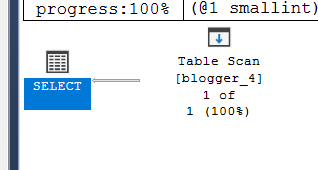 progress:100% (@1 smallint)
Table Scan
[blogger_4]
1 of
1 (100%)
SELECT